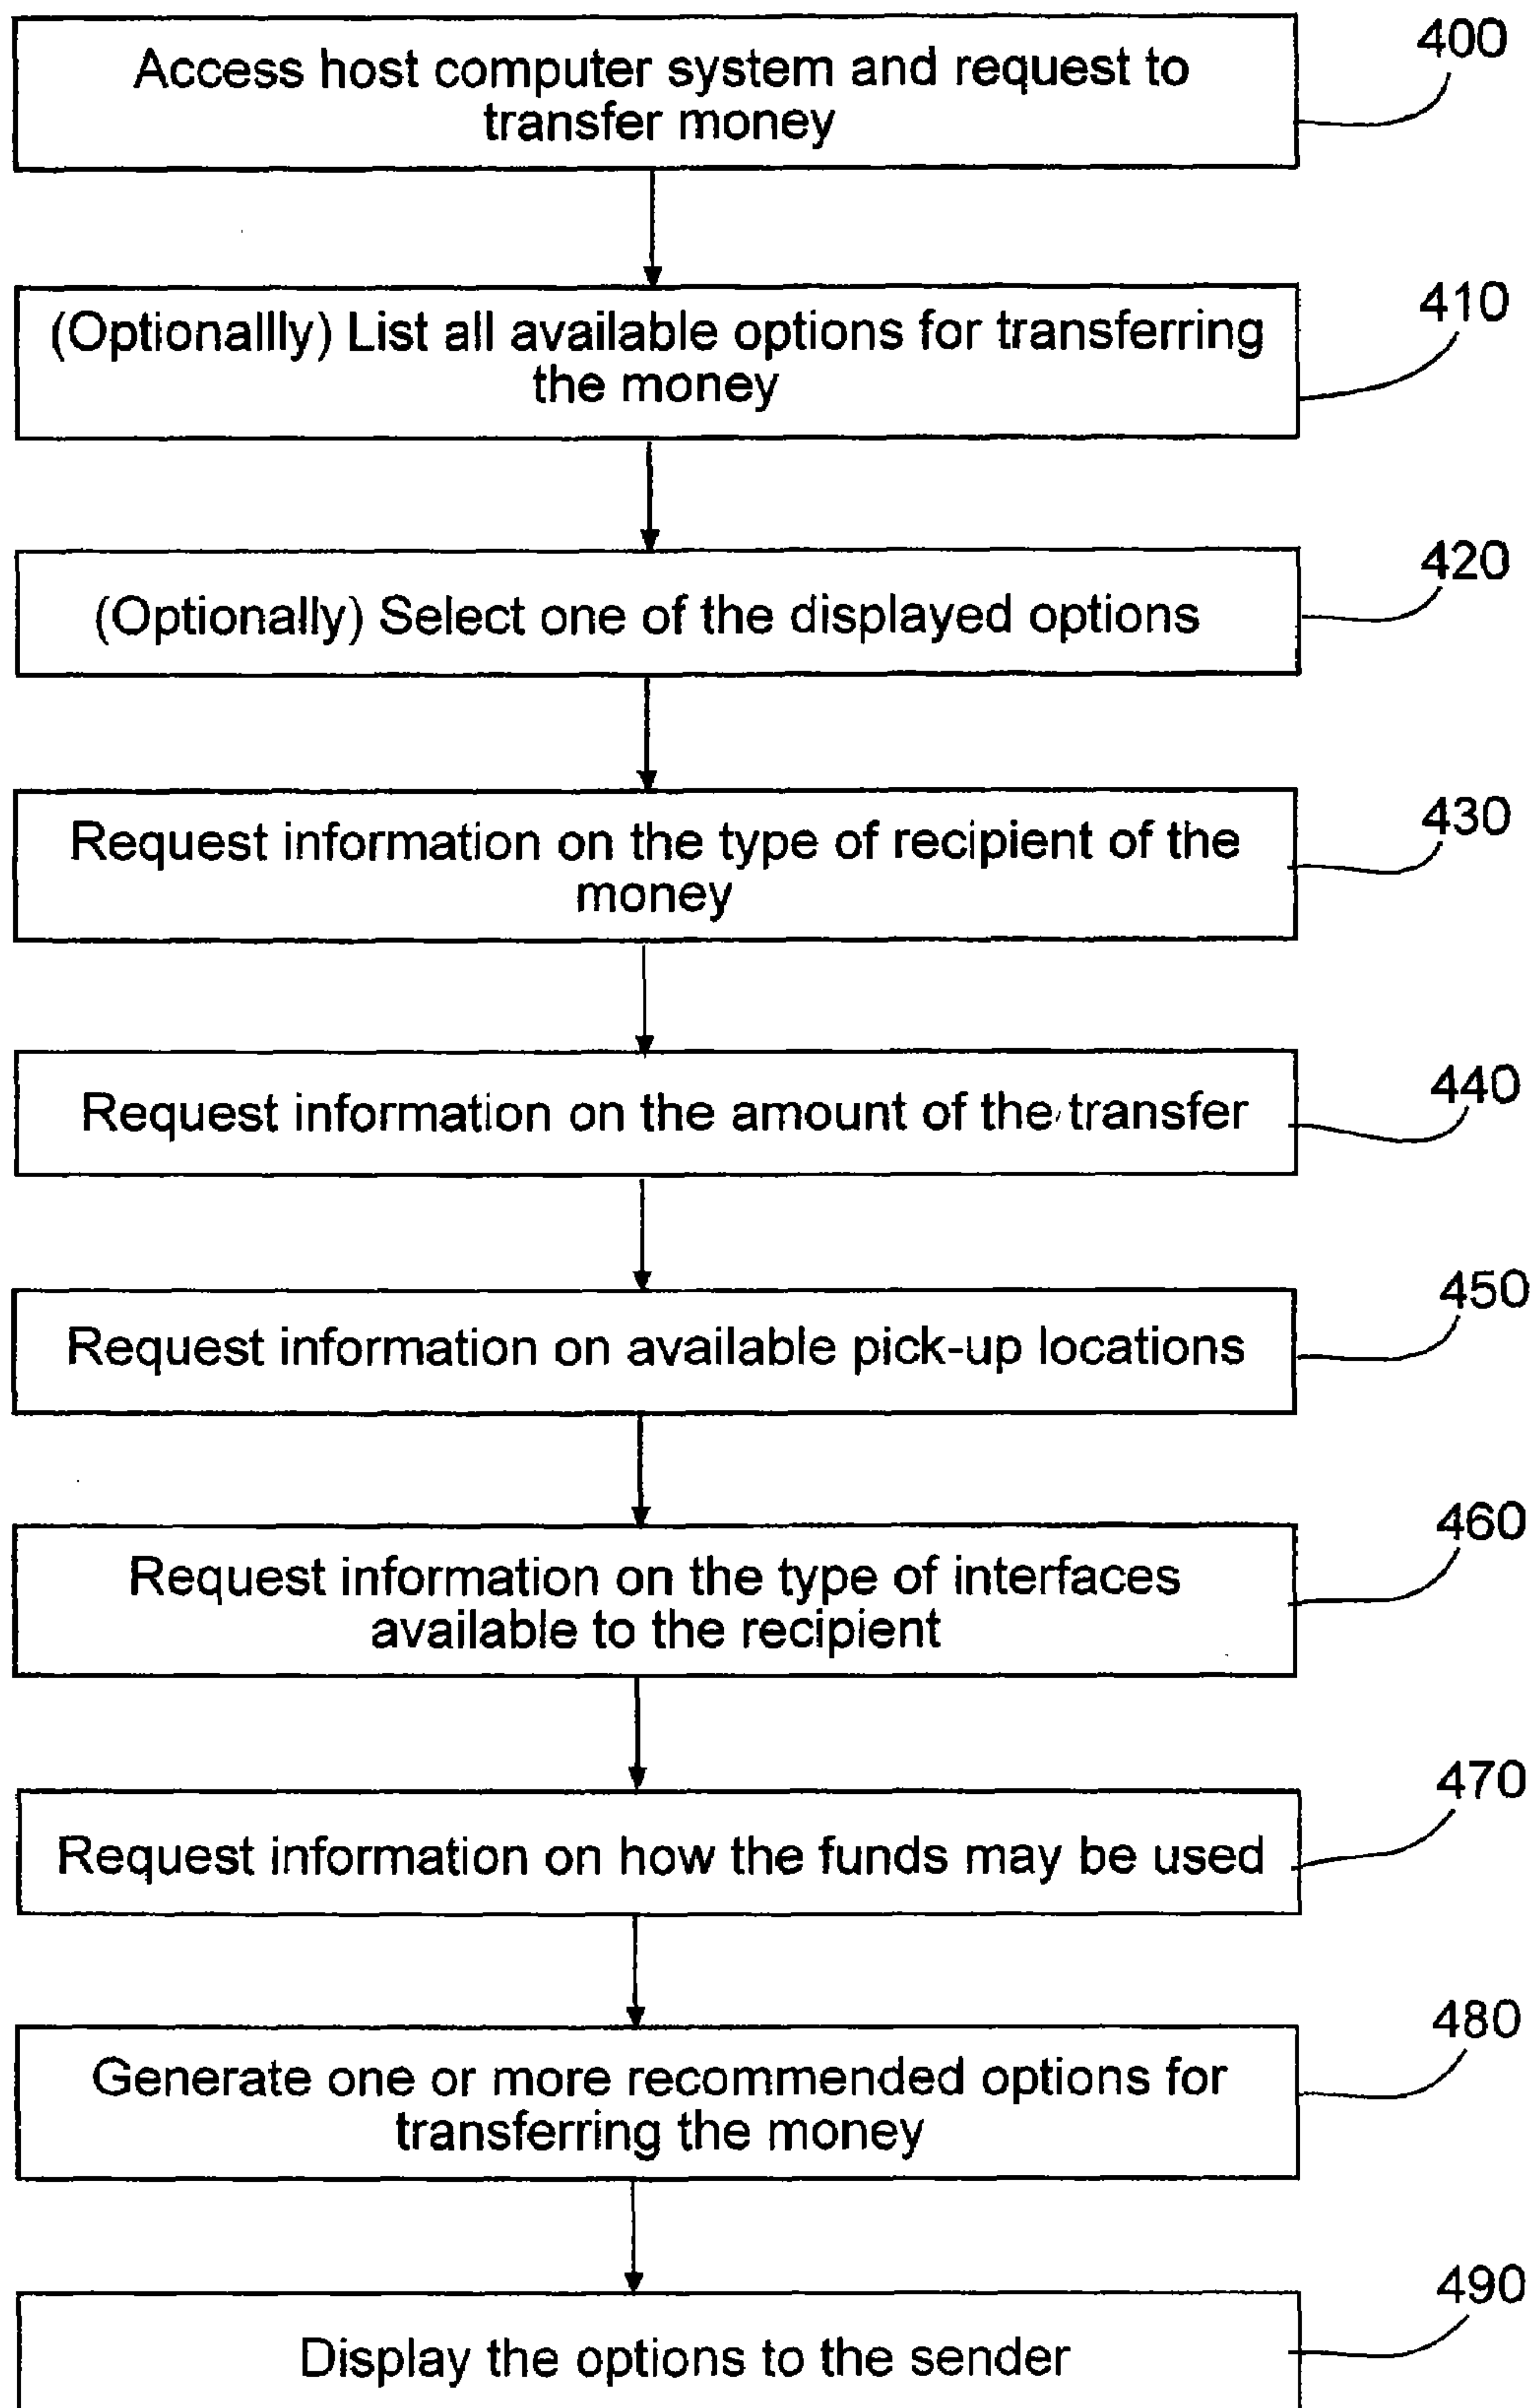 Access host computer system and request to
transfer money
400
(Optionallly) List all available options for transferring
the money
410
(Optionally) Select one of the displayed options
420
Request information on the type of recipient of the
money
430
Request information on the amount of the transfer
440
Request information on available pick-up locations
450
Request information on the type of interfaces
available to the recipient
460
Request information on how the funds may be used
470
Generate one or more recommended options for
transferring the money
480
Display the options to the sender
490